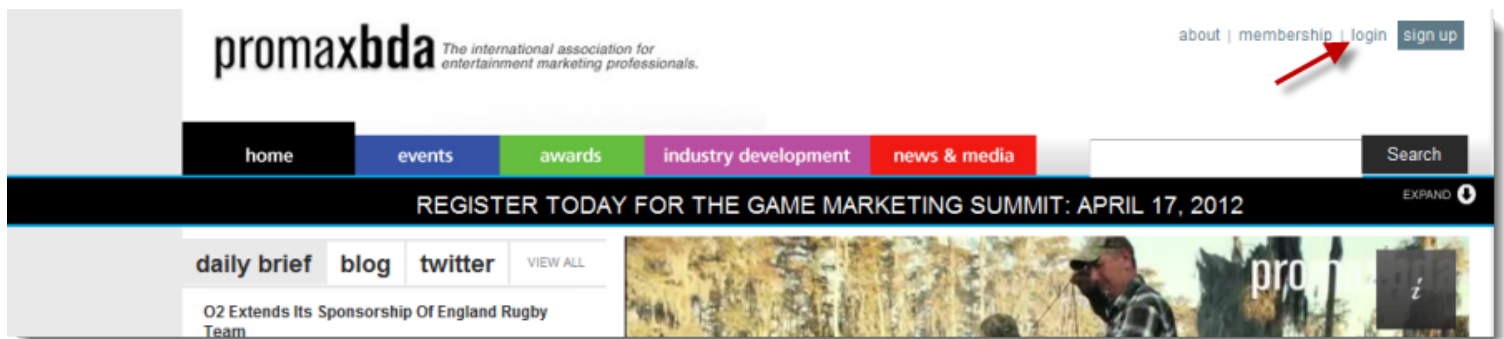 about | membership | login sign up
promaxbda The international association for
entertainment marketing professionals.
home events awards industry development news & media Search
REGISTER TODAY FOR THE GAME MARKETING SUMMIT: APRIL 17, 2012 EXPAND
daily brief blog twitter VIEW ALL
O2 Extends Its Sponsorship Of England Rugby
Team
promaxbda
i